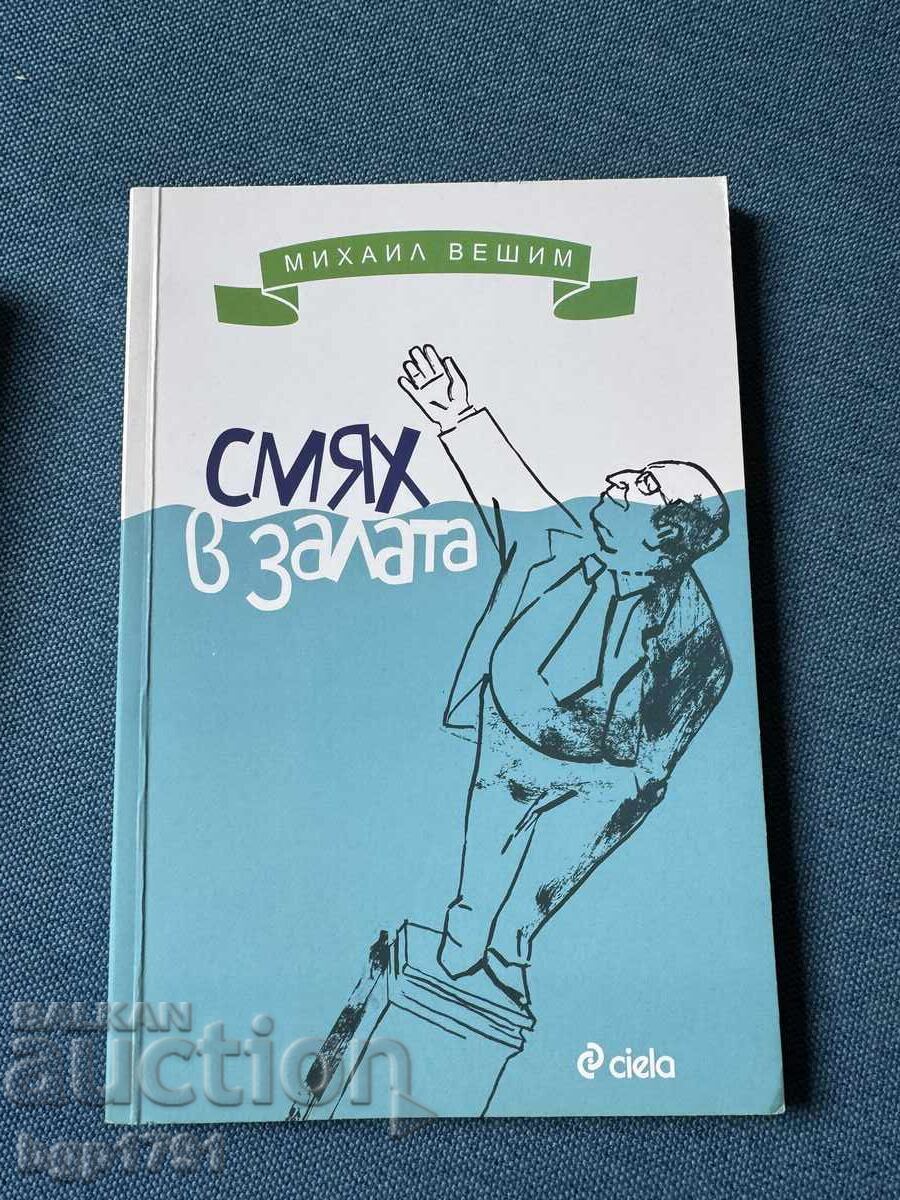 МИХАИЛ ВЕШИМ
СМЯХ
в залата
ciela
BALKAN
auction
bgp1791